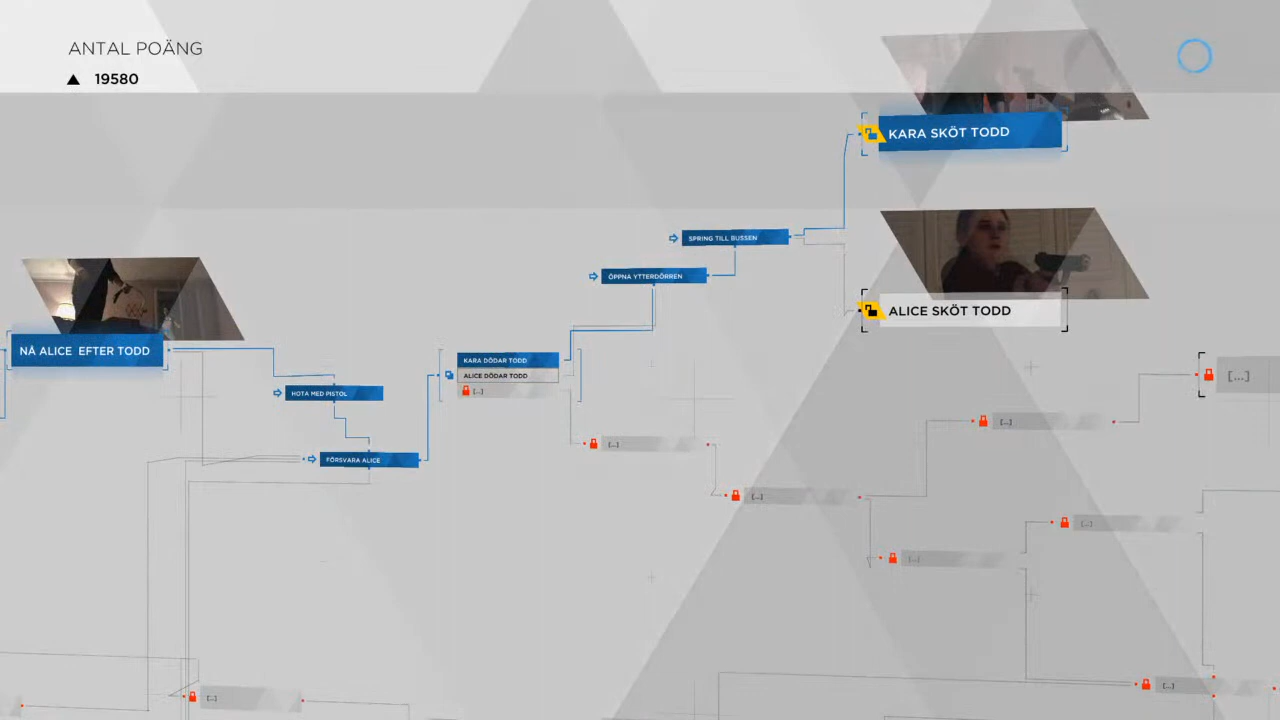 ANTAL POÄNG
19580
KARA SKÖT TODD
SPRING TILL BUSSEN
ÖPPNA YTTERDÖRREN
ALICE SKÖT TODD
NÅ ALICE EFTER TODD
KARA DÖDAR TODD
ALICE DÖDAR TODD
[...]
[...]
HOTA MED PISTOL
[...]
[...]
FÖRSVARA ALICE
[...]
[...]
[...]
[...]
[...]